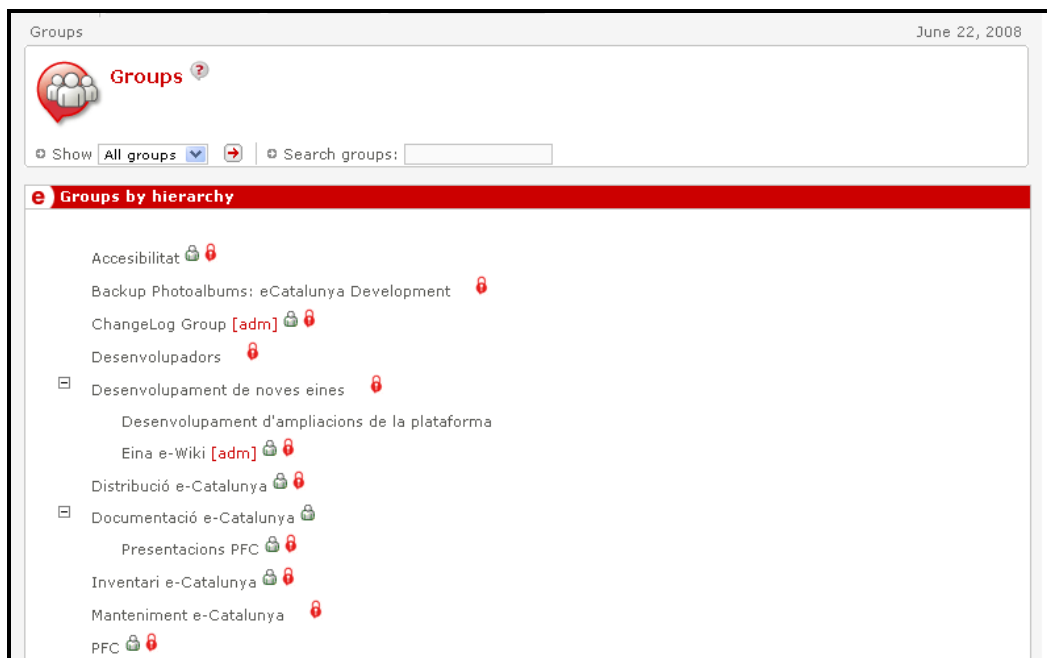 Groups June 22, 2008
Groups ?
Show All groups Search groups:
e Groups by hierarchy
Accesibilitat
Backup Photoalbums: eCatalunya Development
ChangeLog Group [adm]
Desenvolupadors
Desenvolupament de noves eines
Desenvolupament d'ampliacions de la plataforma
Eina e-Wiki [adm]
Distribució e-Catalunya
Documentació e-Catalunya
Presentacions PFC
Inventari e-Catalunya
Manteniment e-Catalunya
PFC